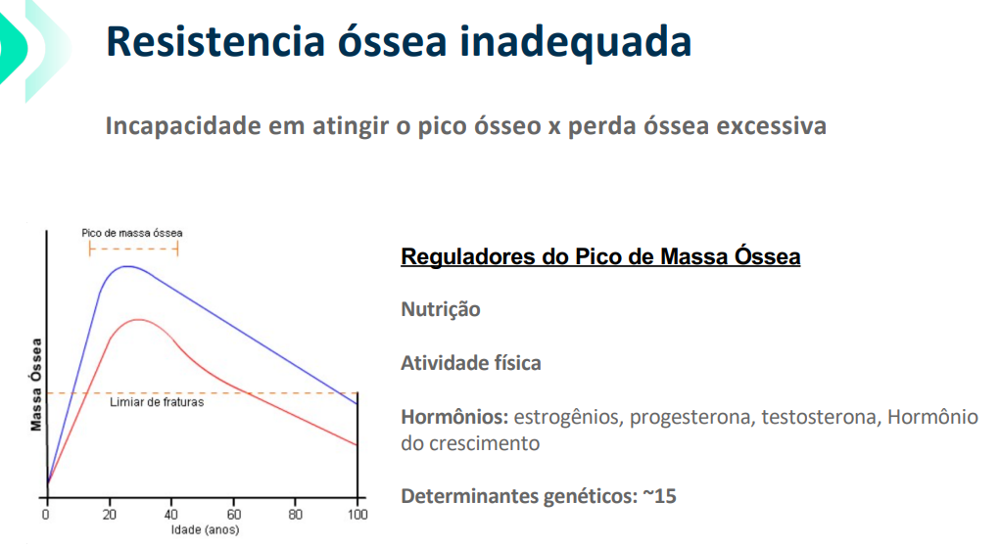 Resistencia óssea inadequada
Incapacidade em atingir o pico ósseo x perda óssea excessiva
Pico de massa óssea
Massa Óssea
Limiar de fraturas
0 20 40 60 80 100
Idade (anos)
Reguladores do Pico de Massa Óssea
Nutrição
Atividade física
Hormônios: estrogênios, progesterona, testosterona, Hormônio
do crescimento
Determinantes genéticos: ~15